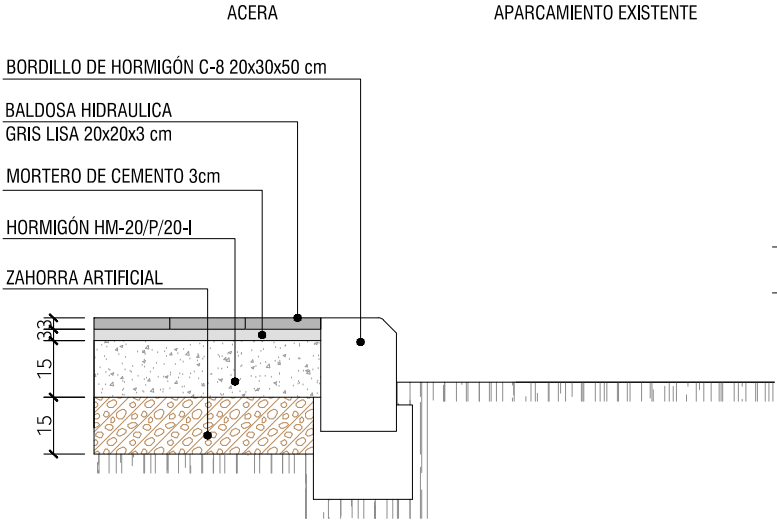 ACERA
APARCAMIENTO EXISTENTE
BORDILLO DE HORMIGÓN C-8 20x30x50 cm
BALDOSA HIDRAULICA
GRIS LISA 20x20x3 cm
MORTERO DE CEMENTO 3cm
HORMIGÓN HM-20/P/20-I
ZAHORRA ARTIFICIAL
3
3
15
15